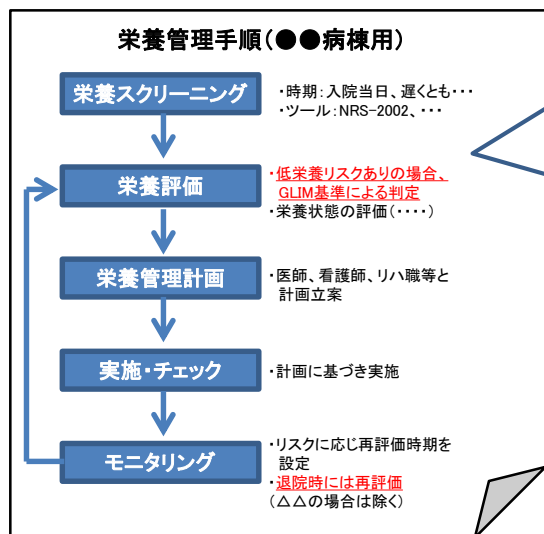 栄養管理手順(●●病棟用)
栄養スクリーニング
・時期：入院当日、遅くとも・・・
・ツール：NRS-2002、・・・
栄養評価
・低栄養リスクありの場合、
GLIM基準による判定
・栄養状態の評価(・・・・)
栄養管理計画
・医師、看護師、リハ職等と
計画立案
実施・チェック
・計画に基づき実施
モニタリング
・リスクに応じ再評価時期を
設定
・退院時には再評価
(△△の場合は除く)